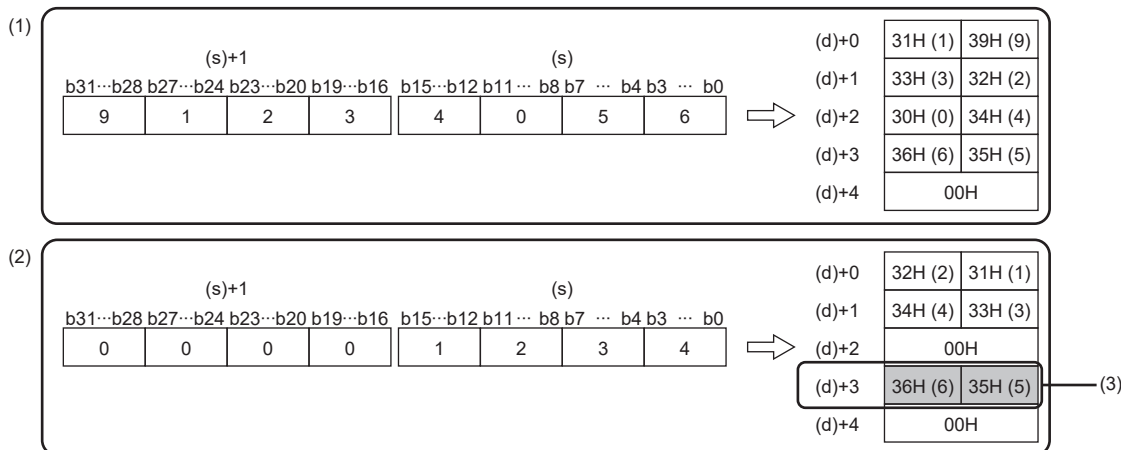 (1)
(s)+1 (s)
b31···b28 b27···b24 b23···b20 b19···b16 b15···b12 b11 ··· b8 b7 ··· b4 b3 ··· b0
9 1 2 3 4 0 5 6
(d)+0 31H (1) 39H (9)
(d)+1 33H (3) 32H (2)
(d)+2 30H (0) 34H (4)
(d)+3 36H (6) 35H (5)
(d)+4 00H
(2)
(s)+1 (s)
b31···b28 b27···b24 b23···b20 b19···b16 b15···b12 b11 ··· b8 b7 ··· b4 b3 ··· b0
0 0 0 0 1 2 3 4
(d)+0 32H (2) 31H (1)
(d)+1 34H (4) 33H (3)
(d)+2 00H
(d)+3 36H (6) 35H (5) (3)
(d)+4 00H